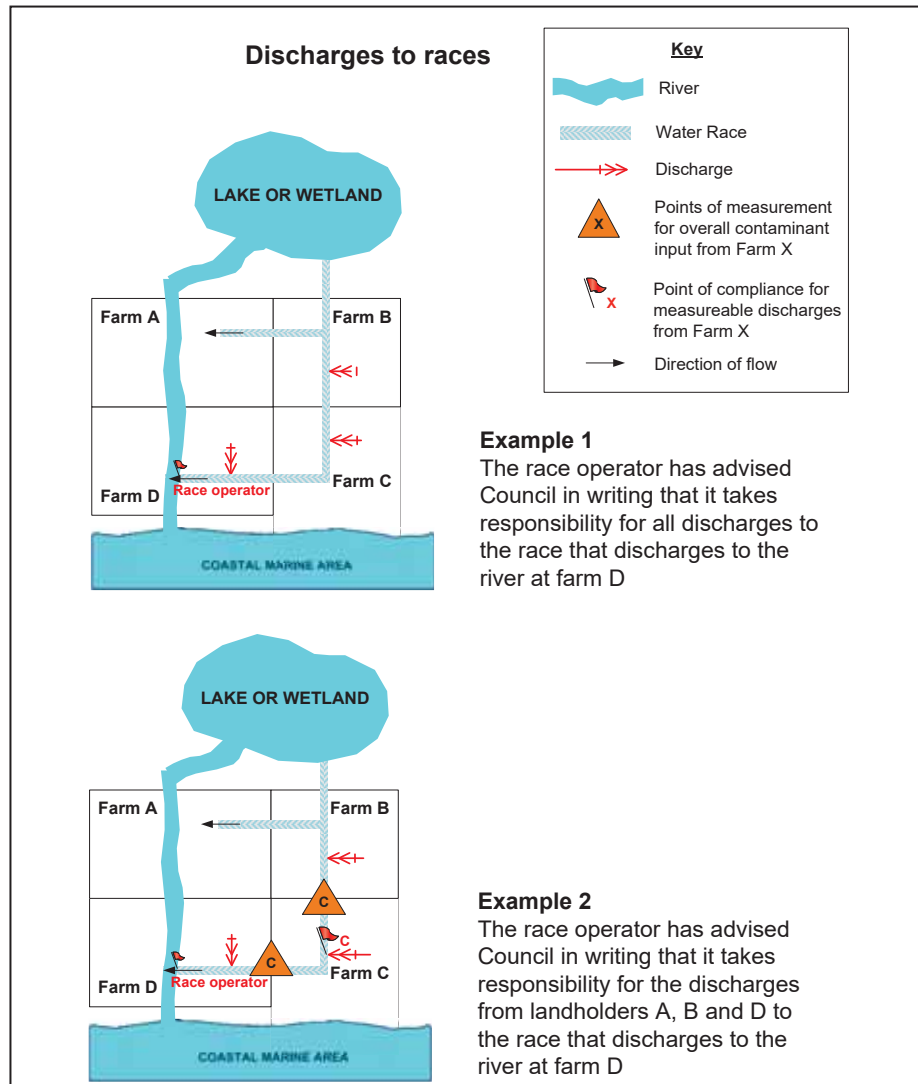 Discharges to races
Key
River
Water Race
Discharge
X
Points of measurement
for overall contaminant
input from Farm X
X
Point of compliance for
measureable discharges
from Farm X
Direction of flow
LAKE OR WETLAND
Farm A
Farm B
Farm C
Farm D
Race operator
COASTAL MARINE AREA
Example 1
The race operator has advised
Council in writing that it takes
responsibility for all discharges to
the race that discharges to the
river at farm D
LAKE OR WETLAND
Farm A
Farm B
C
C
C
Farm C
Farm D
Race operator
COASTAL MARINE AREA
Example 2
The race operator has advised
Council in writing that it takes
responsibility for the discharges
from landholders A, B and D to
the race that discharges to the
river at farm D